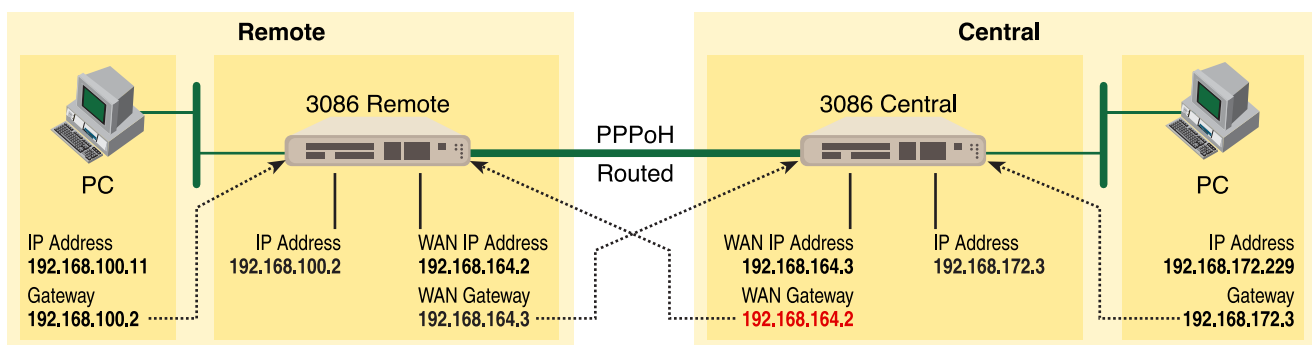 Remote
Central
3086 Remote
3086 Central
PPPoH
Routed
PC
PC
IP Address
192.168.100.11
Gateway
192.168.100.2
IP Address
192.168.100.2
WAN IP Address
192.168.164.2
WAN Gateway
192.168.164.3
WAN IP Address
192.168.164.3
WAN Gateway
192.168.164.2
IP Address
192.168.172.3
IP Address
192.168.172.229
Gateway
192.168.172.3